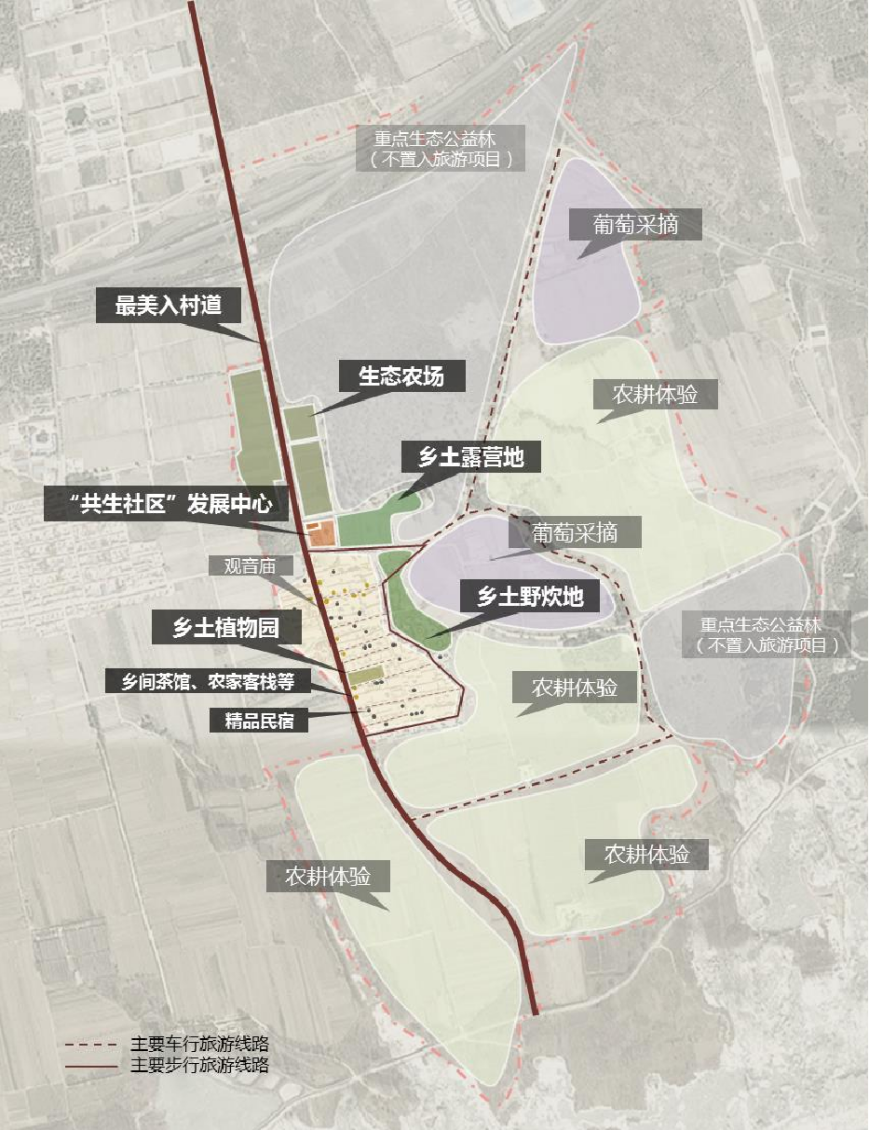 重点生态公益林
（不置入旅游项目）
葡萄采摘
最美入村道
生态农场
农耕体验
乡土露营地
“共生社区”发展中心
葡萄采摘
观音庙
乡土野炊地
乡土植物园
重点生态公益林
（不置入旅游项目）
乡间茶馆、农家客栈等
农耕体验
精品民宿
农耕体验
农耕体验
主要车行旅游线路
主要步行旅游线路